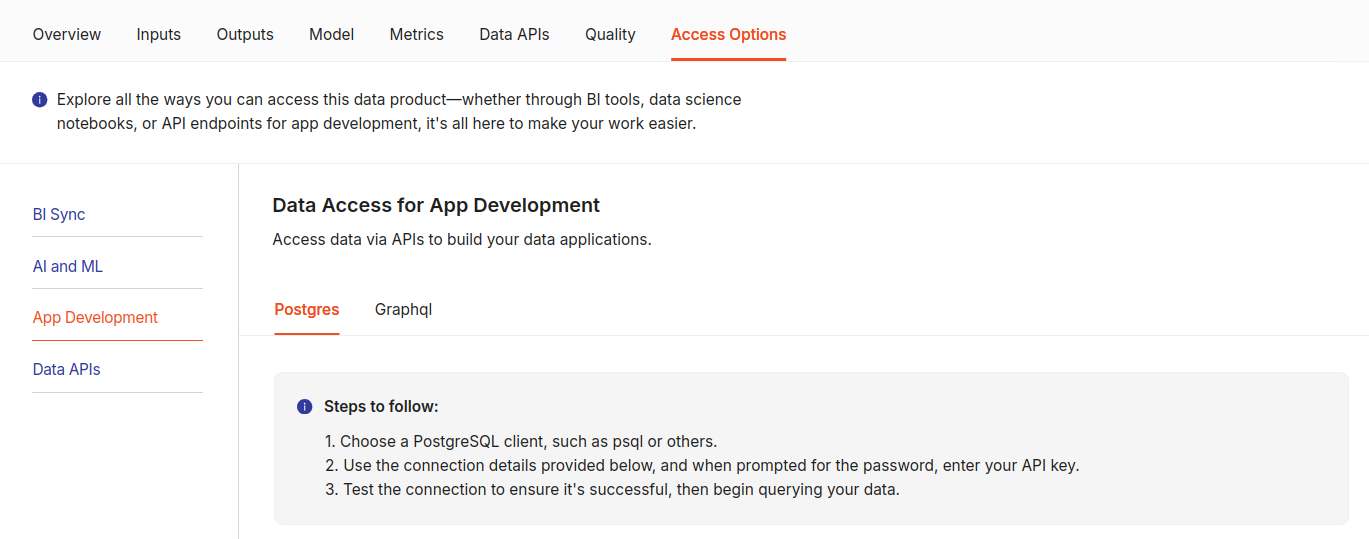 Overview Inputs Outputs Model Metrics Data APIs Quality Access Options
Explore all the ways you can access this data product—whether through BI tools, data science
notebooks, or API endpoints for app development, it's all here to make your work easier.
BI Sync
AI and ML
App Development
Data APIs
Data Access for App Development
Access data via APIs to build your data applications.
Postgres Graphql
Steps to follow:
1. Choose a PostgreSQL client, such as psql or others.
2. Use the connection details provided below, and when prompted for the password, enter your API key.
3. Test the connection to ensure it's successful, then begin querying your data.